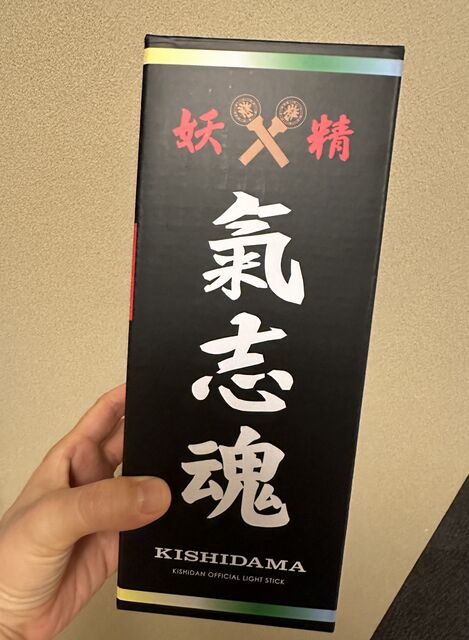 妖精
氣志魂
KISHIDAMA
KISHIDAN OFFICIAL LIGHT STICK